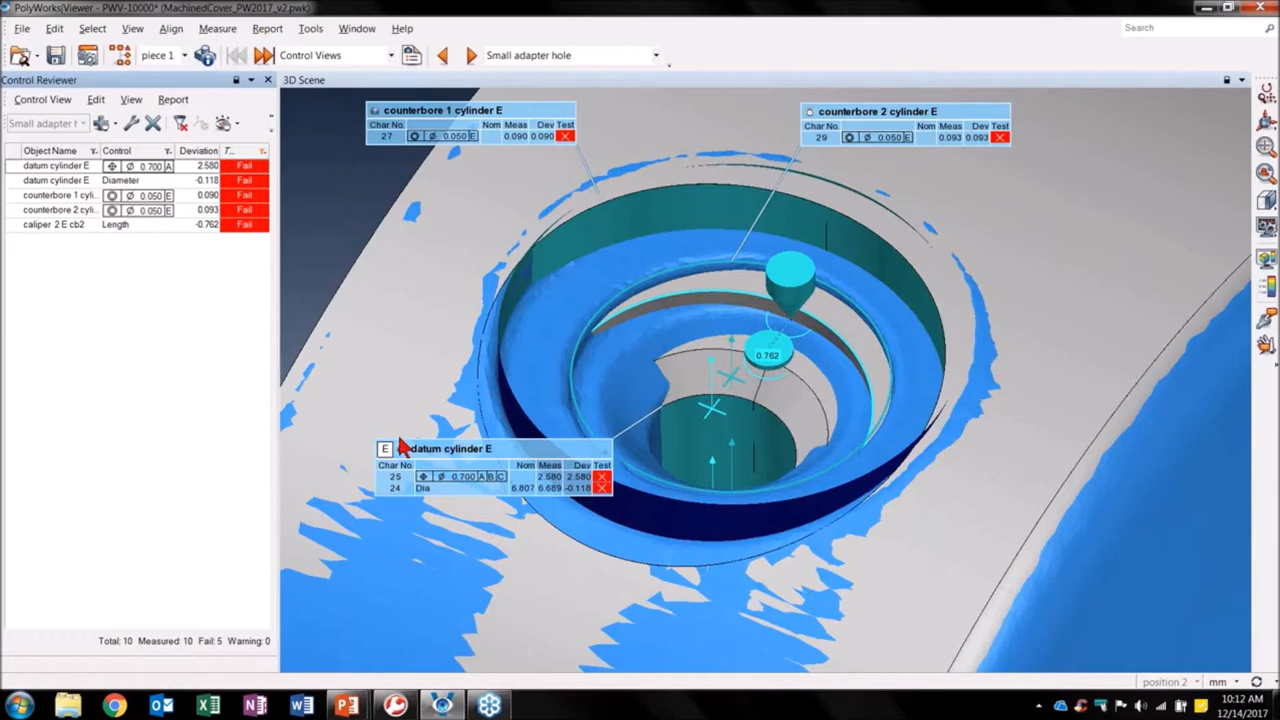 PolyWorks|Viewer - PWV-10000* (MachinedCover_PW2017_v2.pwk)
File Edit Select View Align Measure Report Tools Window Help
Search
piece 1 Control Views Small adapter hole
Control Reviewer
3D Scene
Control View Edit View Report
Small adapter h
Object Name Control Deviation T...
datum cylinder E Ø 0.700 A 2.580 Fail
datum cylinder E Diameter -0.118 Fail
counterbore 1 cyli... Ø 0.050 E 0.090 Fail
counterbore 2 cyli... Ø 0.050 E 0.093 Fail
caliper 2 E cb2 Length -0.762 Fail
Total: 10 Measured: 10 Fail: 5 Warning: 0
counterbore 1 cylinder E
Char No. Nom Meas Dev Test
27 Ø 0.050 E 0.090 0.090
counterbore 2 cylinder E
Char No. Nom Meas Dev Test
29 Ø 0.050 E 0.093 0.093
0.762
E datum cylinder E
Char No. Nom Meas Dev Test
25 Ø 0.700 A B C 2.580 2.580
24 Dia 6.807 6.689 -0.118
position 2 mm
10:12 AM
12/14/2017